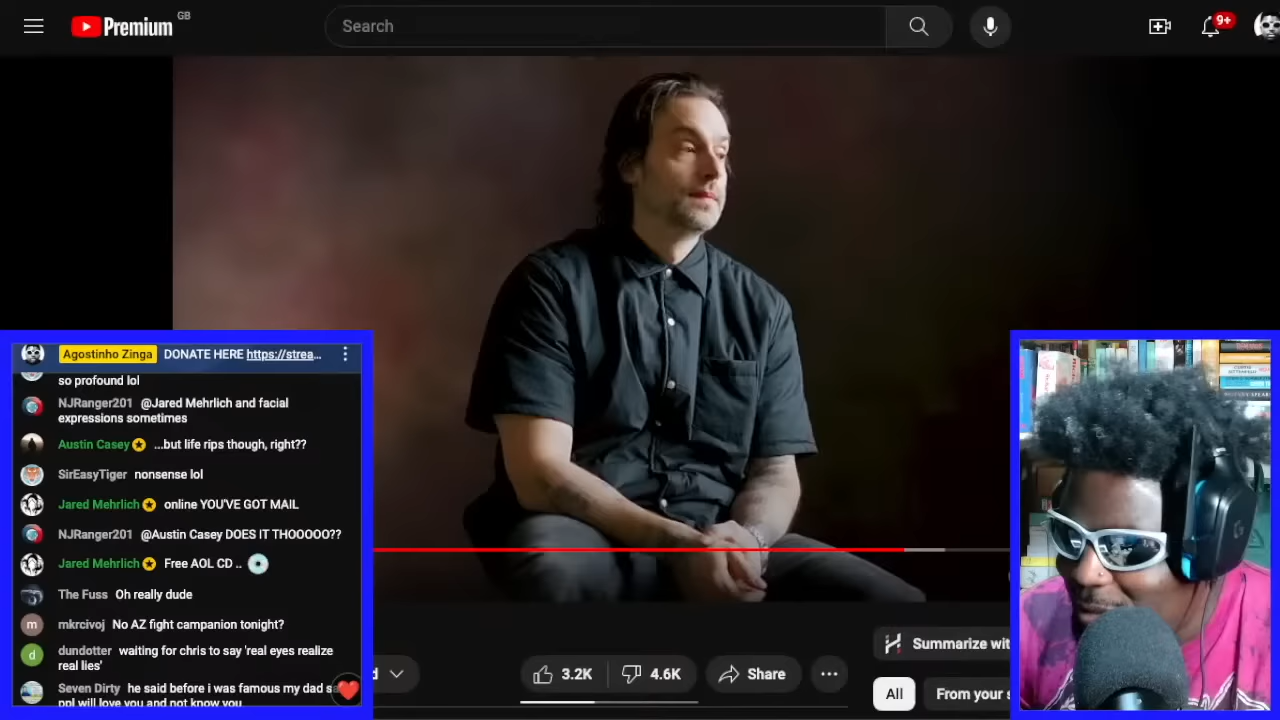 Premium
GB
Search
9+
Agostinho Zinga DONATE HERE https://strea...
so profound lol
NJRanger201 @Jared Mehrlich and facial
expressions sometimes
Austin Casey ...but life rips though, right??
SirEasyTiger nonsense lol
Jared Mehrlich online YOU'VE GOT MAIL
NJRanger201 @Austin Casey DOES IT THOOOOO??
Jared Mehrlich Free AOL CD ..
The Fuss Oh really dude
mkrcivoj No AZ fight campanion tonight?
dundotter waiting for chris to say 'real eyes realize
real lies'
Seven Dirty he said before i was famous my dad s
ppl will love you and not know you
m
d
d
3.2K
4.6K
Share
Summarize wit
All
From your s